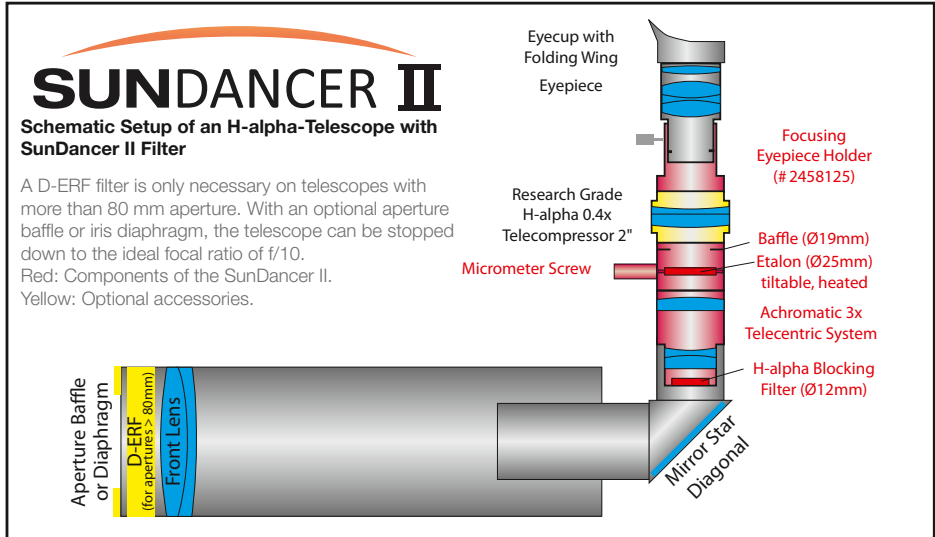 SUNDANCER II
Schematic Setup of an H-alpha-Telescope with
SunDancer II Filter
A D-ERF filter is only necessary on telescopes with
more than 80 mm aperture. With an optional aperture
baffle or iris diaphragm, the telescope can be stopped
down to the ideal focal ratio of f/10.
Red: Components of the SunDancer II.
Yellow: Optional accessories.
Eyecup with
Folding Wing
Eyepiece
Focusing
Eyepiece Holder
(# 2458125)
Research Grade
H-alpha 0.4x
Telecompressor 2"
Baffle (Ø19mm)
Micrometer Screw
Etalon (Ø25mm)
tiltable, heated
Achromatic 3x
Telecentric System
H-alpha Blocking
Filter (Ø12mm)
Aperture Baffle
or Diaphragm
D-ERF
(for apertures > 80mm)
Front Lens
Mirror Star
Diagonal